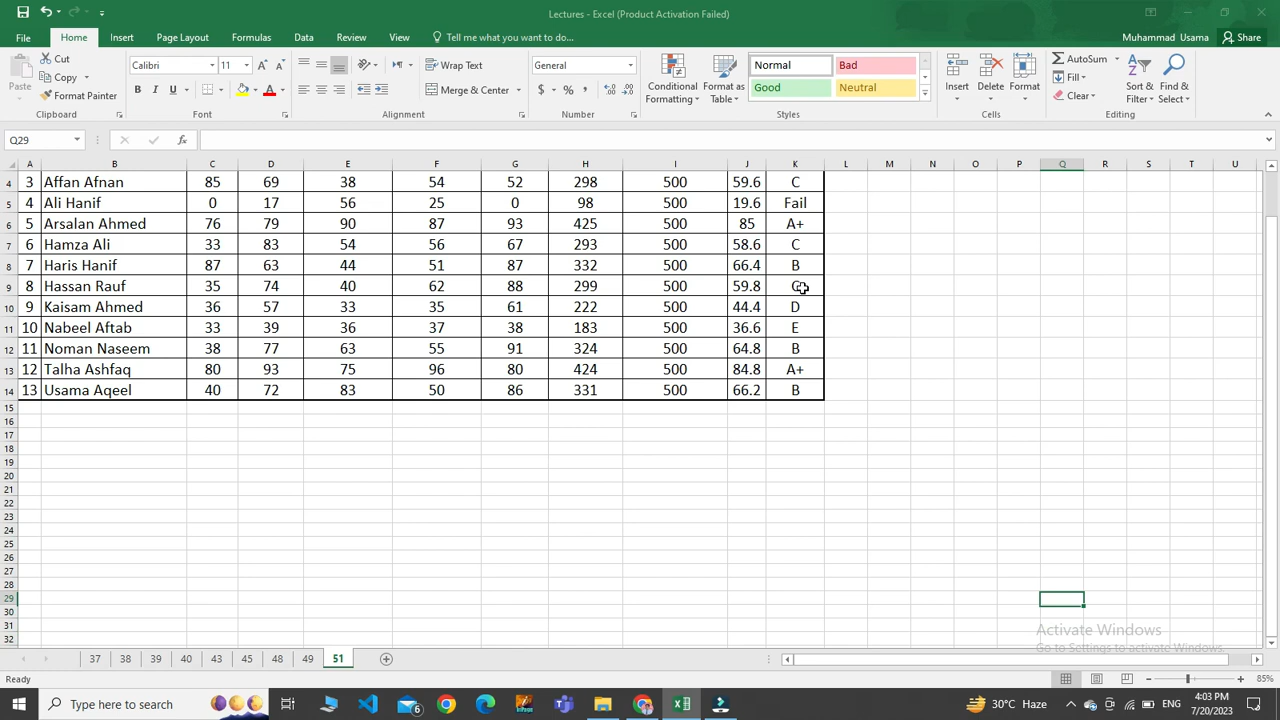 Lectures - Excel (Product Activation Failed)
File Home Insert Page Layout Formulas Data Review View Tell me what you want to do... Muhammad Usama Share
Paste Cut Copy Format Painter Clipboard
Calibri 11 B I U A Font
Wrap Text Merge & Center Alignment
General $ % , Number
Conditional Formatting Format as Table Normal Bad Good Neutral Styles
Insert Delete Format Cells
AutoSum Fill Clear Sort & Filter Find & Select Editing
Q29 fx
A B C D E F G H I J K L M N O P Q R S T U
4 3 Affan Afnan 85 69 38 54 52 298 500 59.6 C
5 4 Ali Hanif 0 17 56 25 0 98 500 19.6 Fail
6 5 Arsalan Ahmed 76 79 90 87 93 425 500 85 A+
7 6 Hamza Ali 33 83 54 56 67 293 500 58.6 C
8 7 Haris Hanif 87 63 44 51 87 332 500 66.4 B
9 8 Hassan Rauf 35 74 40 62 88 299 500 59.8 C
10 9 Kaisam Ahmed 36 57 33 35 61 222 500 44.4 D
11 10 Nabeel Aftab 33 39 36 37 38 183 500 36.6 E
12 11 Noman Naseem 38 77 63 55 91 324 500 64.8 B
13 12 Talha Ashfaq 80 93 75 96 80 424 500 84.8 A+
14 13 Usama Aqeel 40 72 83 50 86 331 500 66.2 B
15
16
17
18
19
20
21
22
23
24
25
26
27
28
29
30
31
32
Activate Windows
Go to Settings to activate Windows.
37 38 39 40 43 45 48 49 51
Ready 85%
Type here to search 6 30°C Haze ENG 4:03 PM
7/20/2023